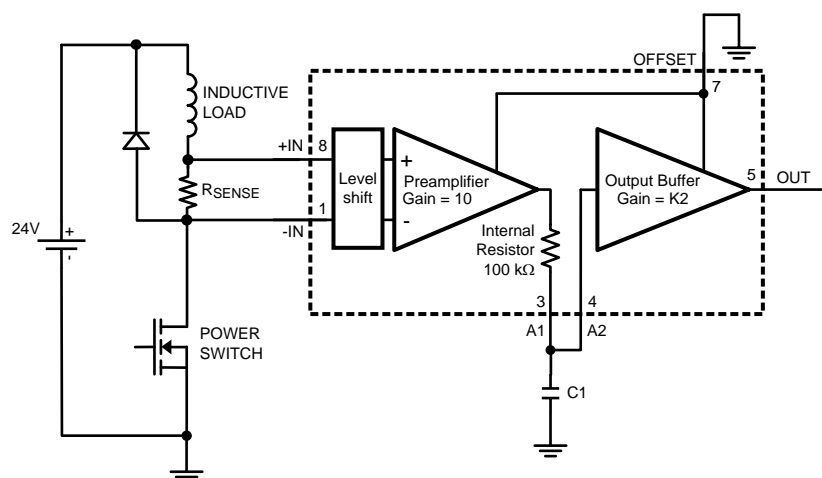 OFFSET
7
INDUCTIVE
LOAD
+IN
8
RSENSE
Level
shift
+
-
Preamplifier
Gain = 10
Output Buffer
Gain = K2
5
OUT
1
-IN
24V
+
-
Internal
Resistor
100 kΩ
3
4
A1
A2
POWER
SWITCH
C1